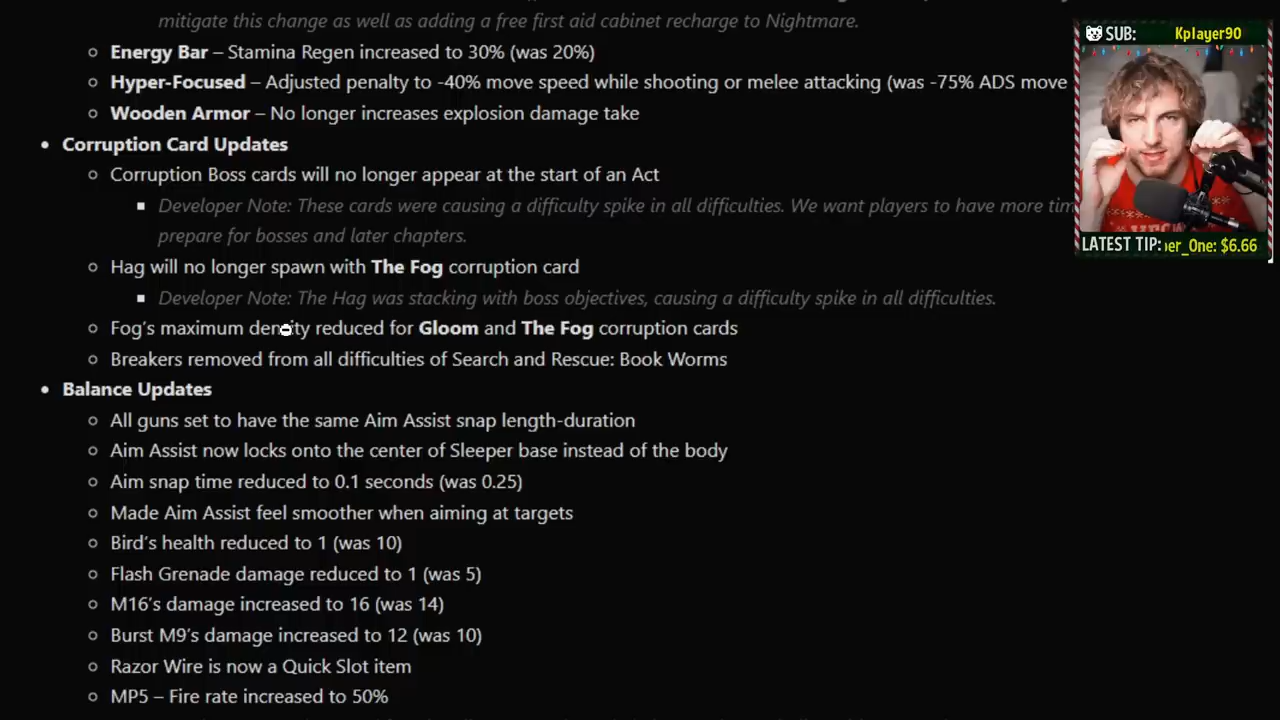 mitigate this change as well as adding a free first aid cabinet recharge to Nightmare.
SUB: Kplayer90
Energy Bar – Stamina Regen increased to 30% (was 20%)
Hyper-Focused – Adjusted penalty to -40% move speed while shooting or melee attacking (was -75% ADS move
Wooden Armor – No longer increases explosion damage take
Corruption Card Updates
Corruption Boss cards will no longer appear at the start of an Act
Developer Note: These cards were causing a difficulty spike in all difficulties. We want players to have more tim
prepare for bosses and later chapters.
LATEST TIP: er_One: $6.66
Hag will no longer spawn with The Fog corruption card
Developer Note: The Hag was stacking with boss objectives, causing a difficulty spike in all difficulties.
Fog's maximum density reduced for Gloom and The Fog corruption cards
Breakers removed from all difficulties of Search and Rescue: Book Worms
Balance Updates
All guns set to have the same Aim Assist snap length-duration
Aim Assist now locks onto the center of Sleeper base instead of the body
Aim snap time reduced to 0.1 seconds (was 0.25)
Made Aim Assist feel smoother when aiming at targets
Bird's health reduced to 1 (was 10)
Flash Grenade damage reduced to 1 (was 5)
M16's damage increased to 16 (was 14)
Burst M9's damage increased to 12 (was 10)
Razor Wire is now a Quick Slot item
MP5 – Fire rate increased to 50%